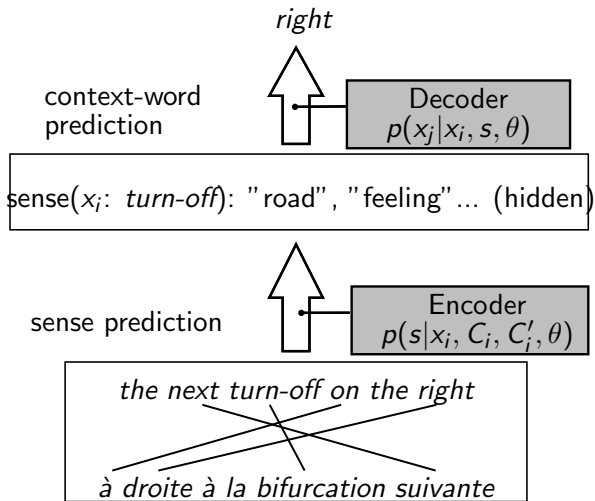 right
context-word
prediction
Decoder
p(x_j|x_i, s, θ)
sense(x_i: turn-off): "road", "feeling"... (hidden)
sense prediction
Encoder
p(s|x_i, C_i, C'_i, θ)
the next turn-off on the right
à droite à la bifurcation suivante